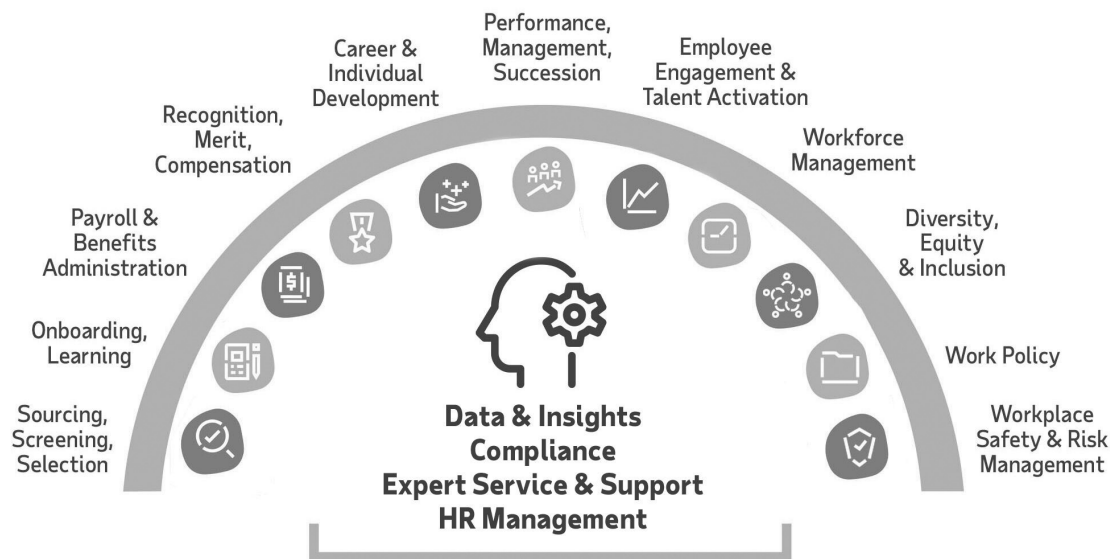 Performance,
Management,
Succession
Career &
Individual
Development
Employee
Engagement &
Talent Activation
Recognition,
Merit,
Compensation
Workforce
Management
Payroll &
Benefits
Administration
Diversity,
Equity
& Inclusion
Onboarding,
Learning
Work Policy
Sourcing,
Screening,
Selection
Workplace
Safety & Risk
Management
$
Data & Insights
Compliance
Expert Service & Support
HR Management